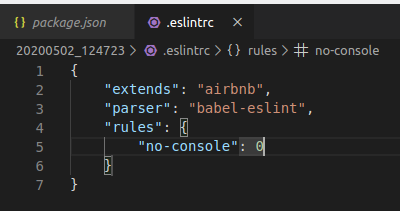 { } package.json .eslintrc
20200502_124723 > .eslintrc > { } rules > # no-console
1 {
2 "extends": "airbnb",
3 "parser": "babel-eslint",
4 "rules": {
5 "no-console": 0
6 }
7 }